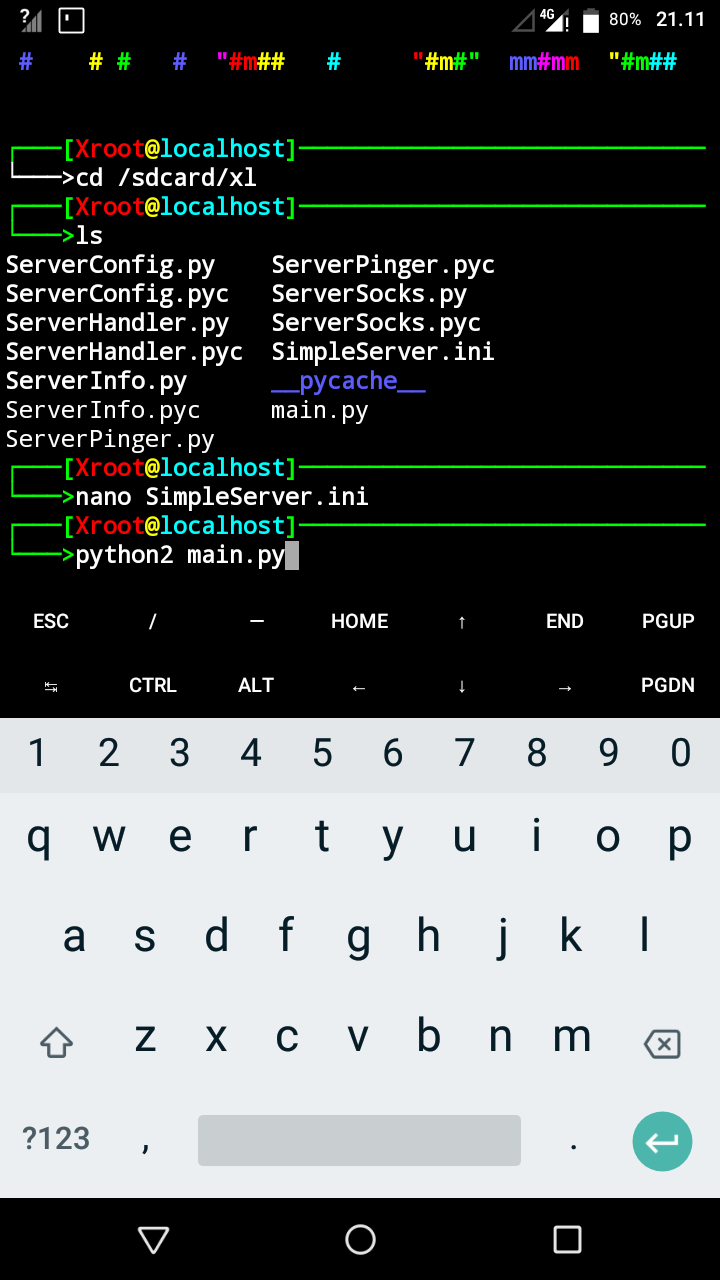 ? 4G ! 80% 21.11
# # # # "#m## # "#m#" mm#mm "#m##
[Xroot@localhost]
>cd /sdcard/xl
[Xroot@localhost]
>ls
ServerConfig.py ServerPinger.pyc
ServerConfig.pyc ServerSocks.py
ServerHandler.py ServerSocks.pyc
ServerHandler.pyc SimpleServer.ini
ServerInfo.py __pycache__
ServerInfo.pyc main.py
ServerPinger.py
[Xroot@localhost]
>nano SimpleServer.ini
[Xroot@localhost]
>python2 main.py
ESC / — HOME ↑ END PGUP
↹ CTRL ALT ← ↓ → PGDN
1 2 3 4 5 6 7 8 9 0
q w e r t y u i o p
a s d f g h j k l
z x c v b n m
?123 , .